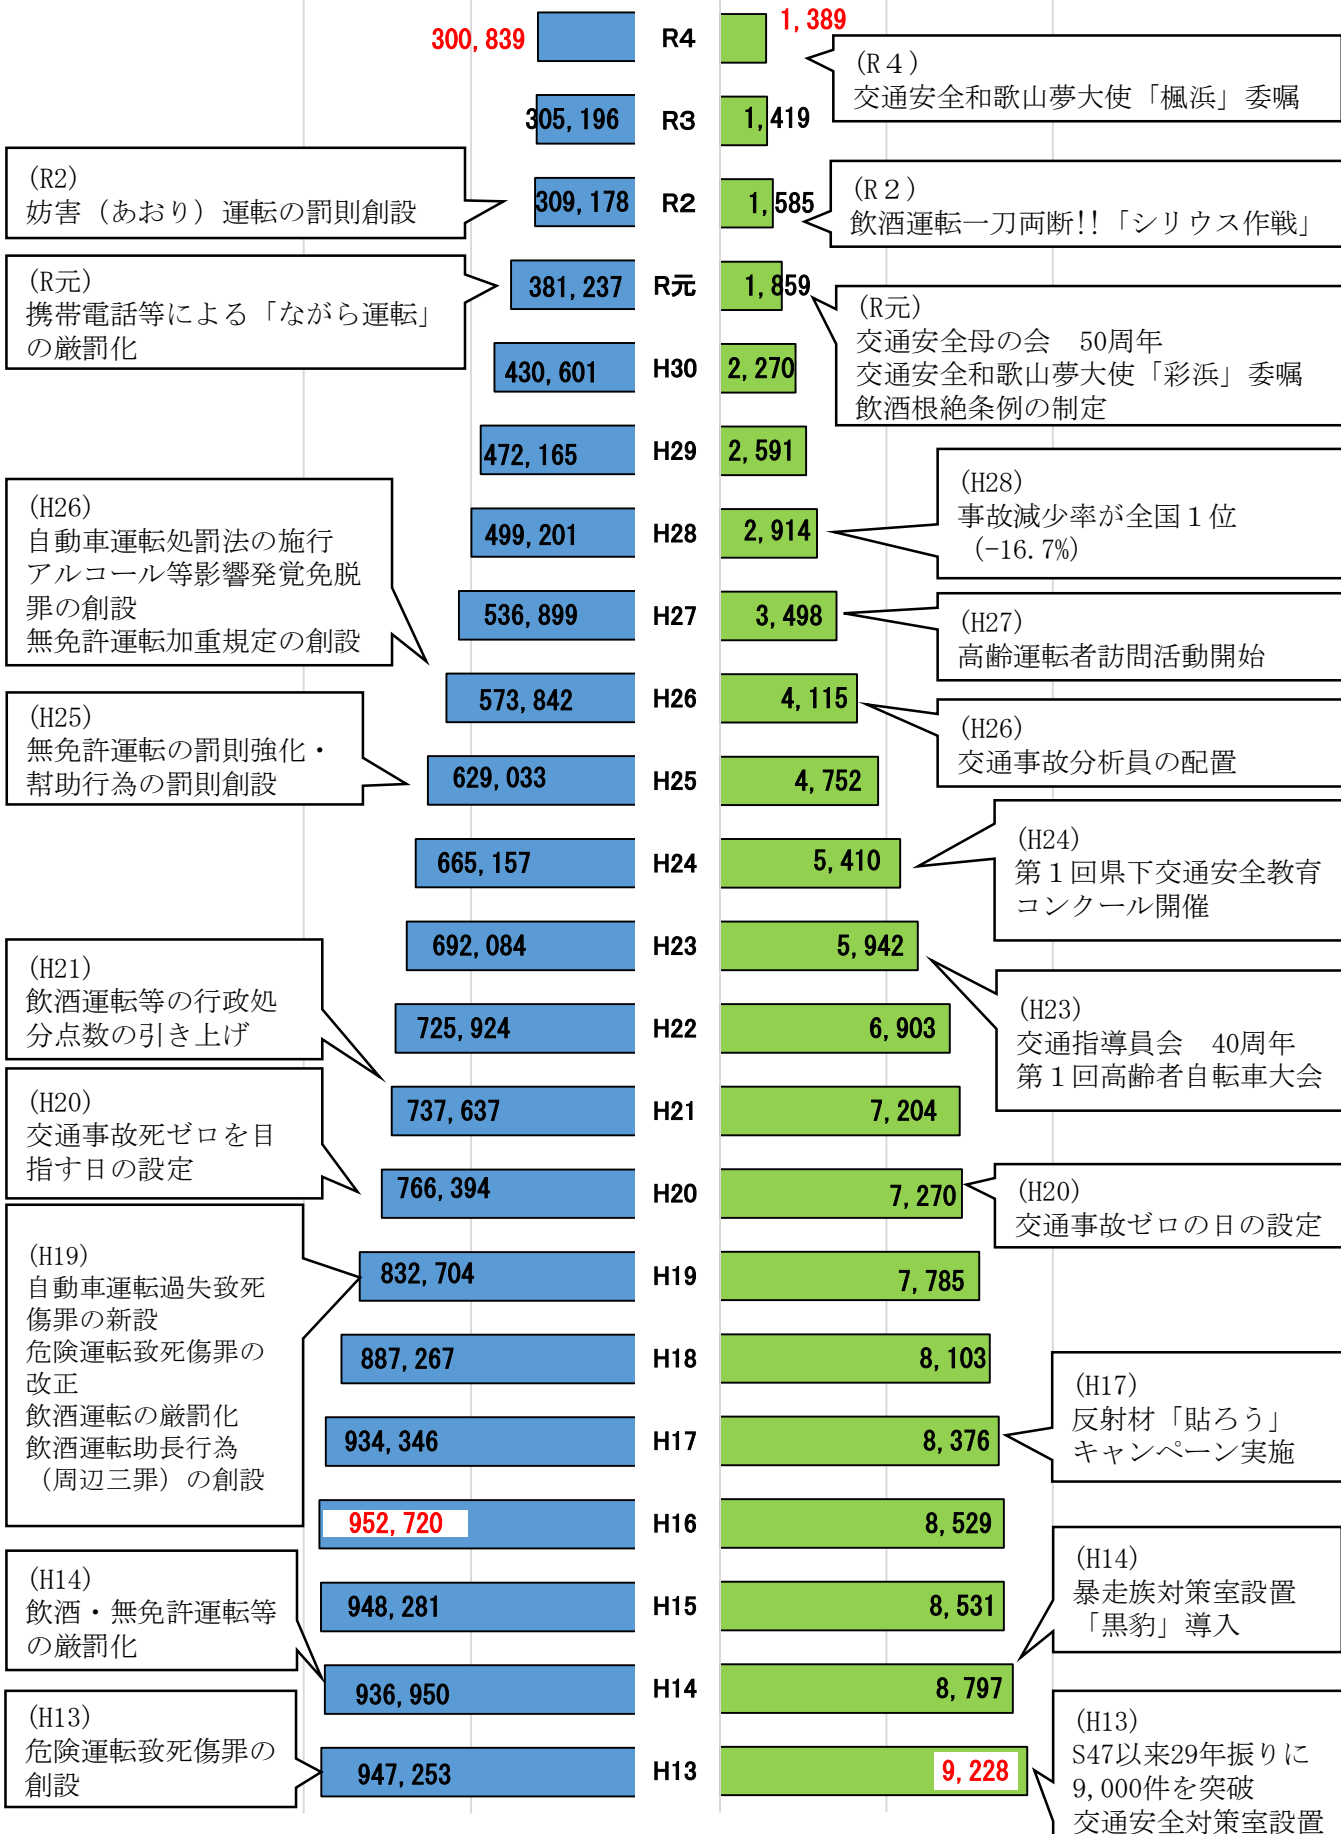 300,839 R4 1,389
(R４)
交通安全和歌山夢大使「楓浜」委嘱
305,196 R3 1,419
(R2)
妨害（あおり）運転の罰則創設
309,178 R2 1,585
(R２)
飲酒運転一刀両断!!「シリウス作戦」
(R元)
携帯電話等による「ながら運転」
の厳罰化
381,237 R元 1,859
(R元)
交通安全母の会　50周年
交通安全和歌山夢大使「彩浜」委嘱
飲酒根絶条例の制定
430,601 H30 2,270
472,165 H29 2,591
(H28)
事故減少率が全国１位
(-16.7%)
(H26)
自動車運転処罰法の施行
アルコール等影響発覚免脱
罪の創設
無免許運転加重規定の創設
499,201 H28 2,914
536,899 H27 3,498
(H27)
高齢運転者訪問活動開始
573,842 H26 4,115
(H26)
交通事故分析員の配置
(H25)
無免許運転の罰則強化・
幇助行為の罰則創設
629,033 H25 4,752
665,157 H24 5,410
(H24)
第１回県下交通安全教育
コンクール開催
692,084 H23 5,942
(H23)
交通指導員会　40周年
第１回高齢者自転車大会
(H21)
飲酒運転等の行政処
分点数の引き上げ
725,924 H22 6,903
737,637 H21 7,204
(H20)
交通事故死ゼロを目
指す日の設定
766,394 H20 7,270
(H20)
交通事故ゼロの日の設定
(H19)
自動車運転過失致死
傷罪の新設
危険運転致死傷罪の
改正
飲酒運転の厳罰化
飲酒運転助長行為
（周辺三罪）の創設
832,704 H19 7,785
887,267 H18 8,103
934,346 H17 8,376
(H17)
反射材「貼ろう」
キャンペーン実施
952,720 H16 8,529
(H14)
飲酒・無免許運転等
の厳罰化
948,281 H15 8,531
(H14)
暴走族対策室設置
「黒豹」導入
936,950 H14 8,797
(H13)
危険運転致死傷罪の
創設
947,253 H13 9,228
(H13)
S47以来29年振りに
9,000件を突破
交通安全対策室設置